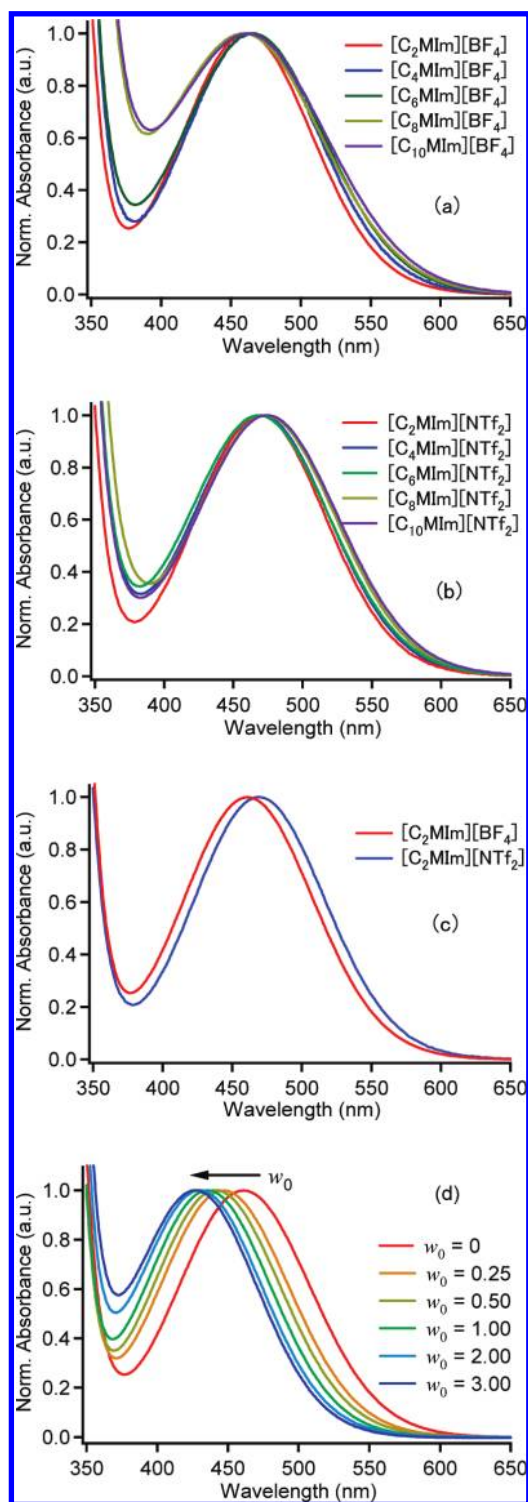 Norm. Absorbance (a.u.)
1.0
0.8
0.6
0.4
0.2
0.0
[C₂MIm][BF₄]
[C₄MIm][BF₄]
[C₆MIm][BF₄]
[C₈MIm][BF₄]
[C₁₀MIm][BF₄]
(a)
350 400 450 500 550 600 650
Wavelength (nm)
Norm. Absorbance (a.u.)
1.0
0.8
0.6
0.4
0.2
0.0
[C₂MIm][NTf₂]
[C₄MIm][NTf₂]
[C₆MIm][NTf₂]
[C₈MIm][NTf₂]
[C₁₀MIm][NTf₂]
(b)
350 400 450 500 550 600 650
Wavelength (nm)
Norm. Absorbance (a.u.)
1.0
0.8
0.6
0.4
0.2
0.0
[C₂MIm][BF₄]
[C₂MIm][NTf₂]
(c)
350 400 450 500 550 600 650
Wavelength (nm)
Norm. Absorbance (a.u.)
1.0
0.8
0.6
0.4
0.2
0.0
w₀
(d)
w₀ = 0
w₀ = 0.25
w₀ = 0.50
w₀ = 1.00
w₀ = 2.00
w₀ = 3.00
350 400 450 500 550 600 650
Wavelength (nm)